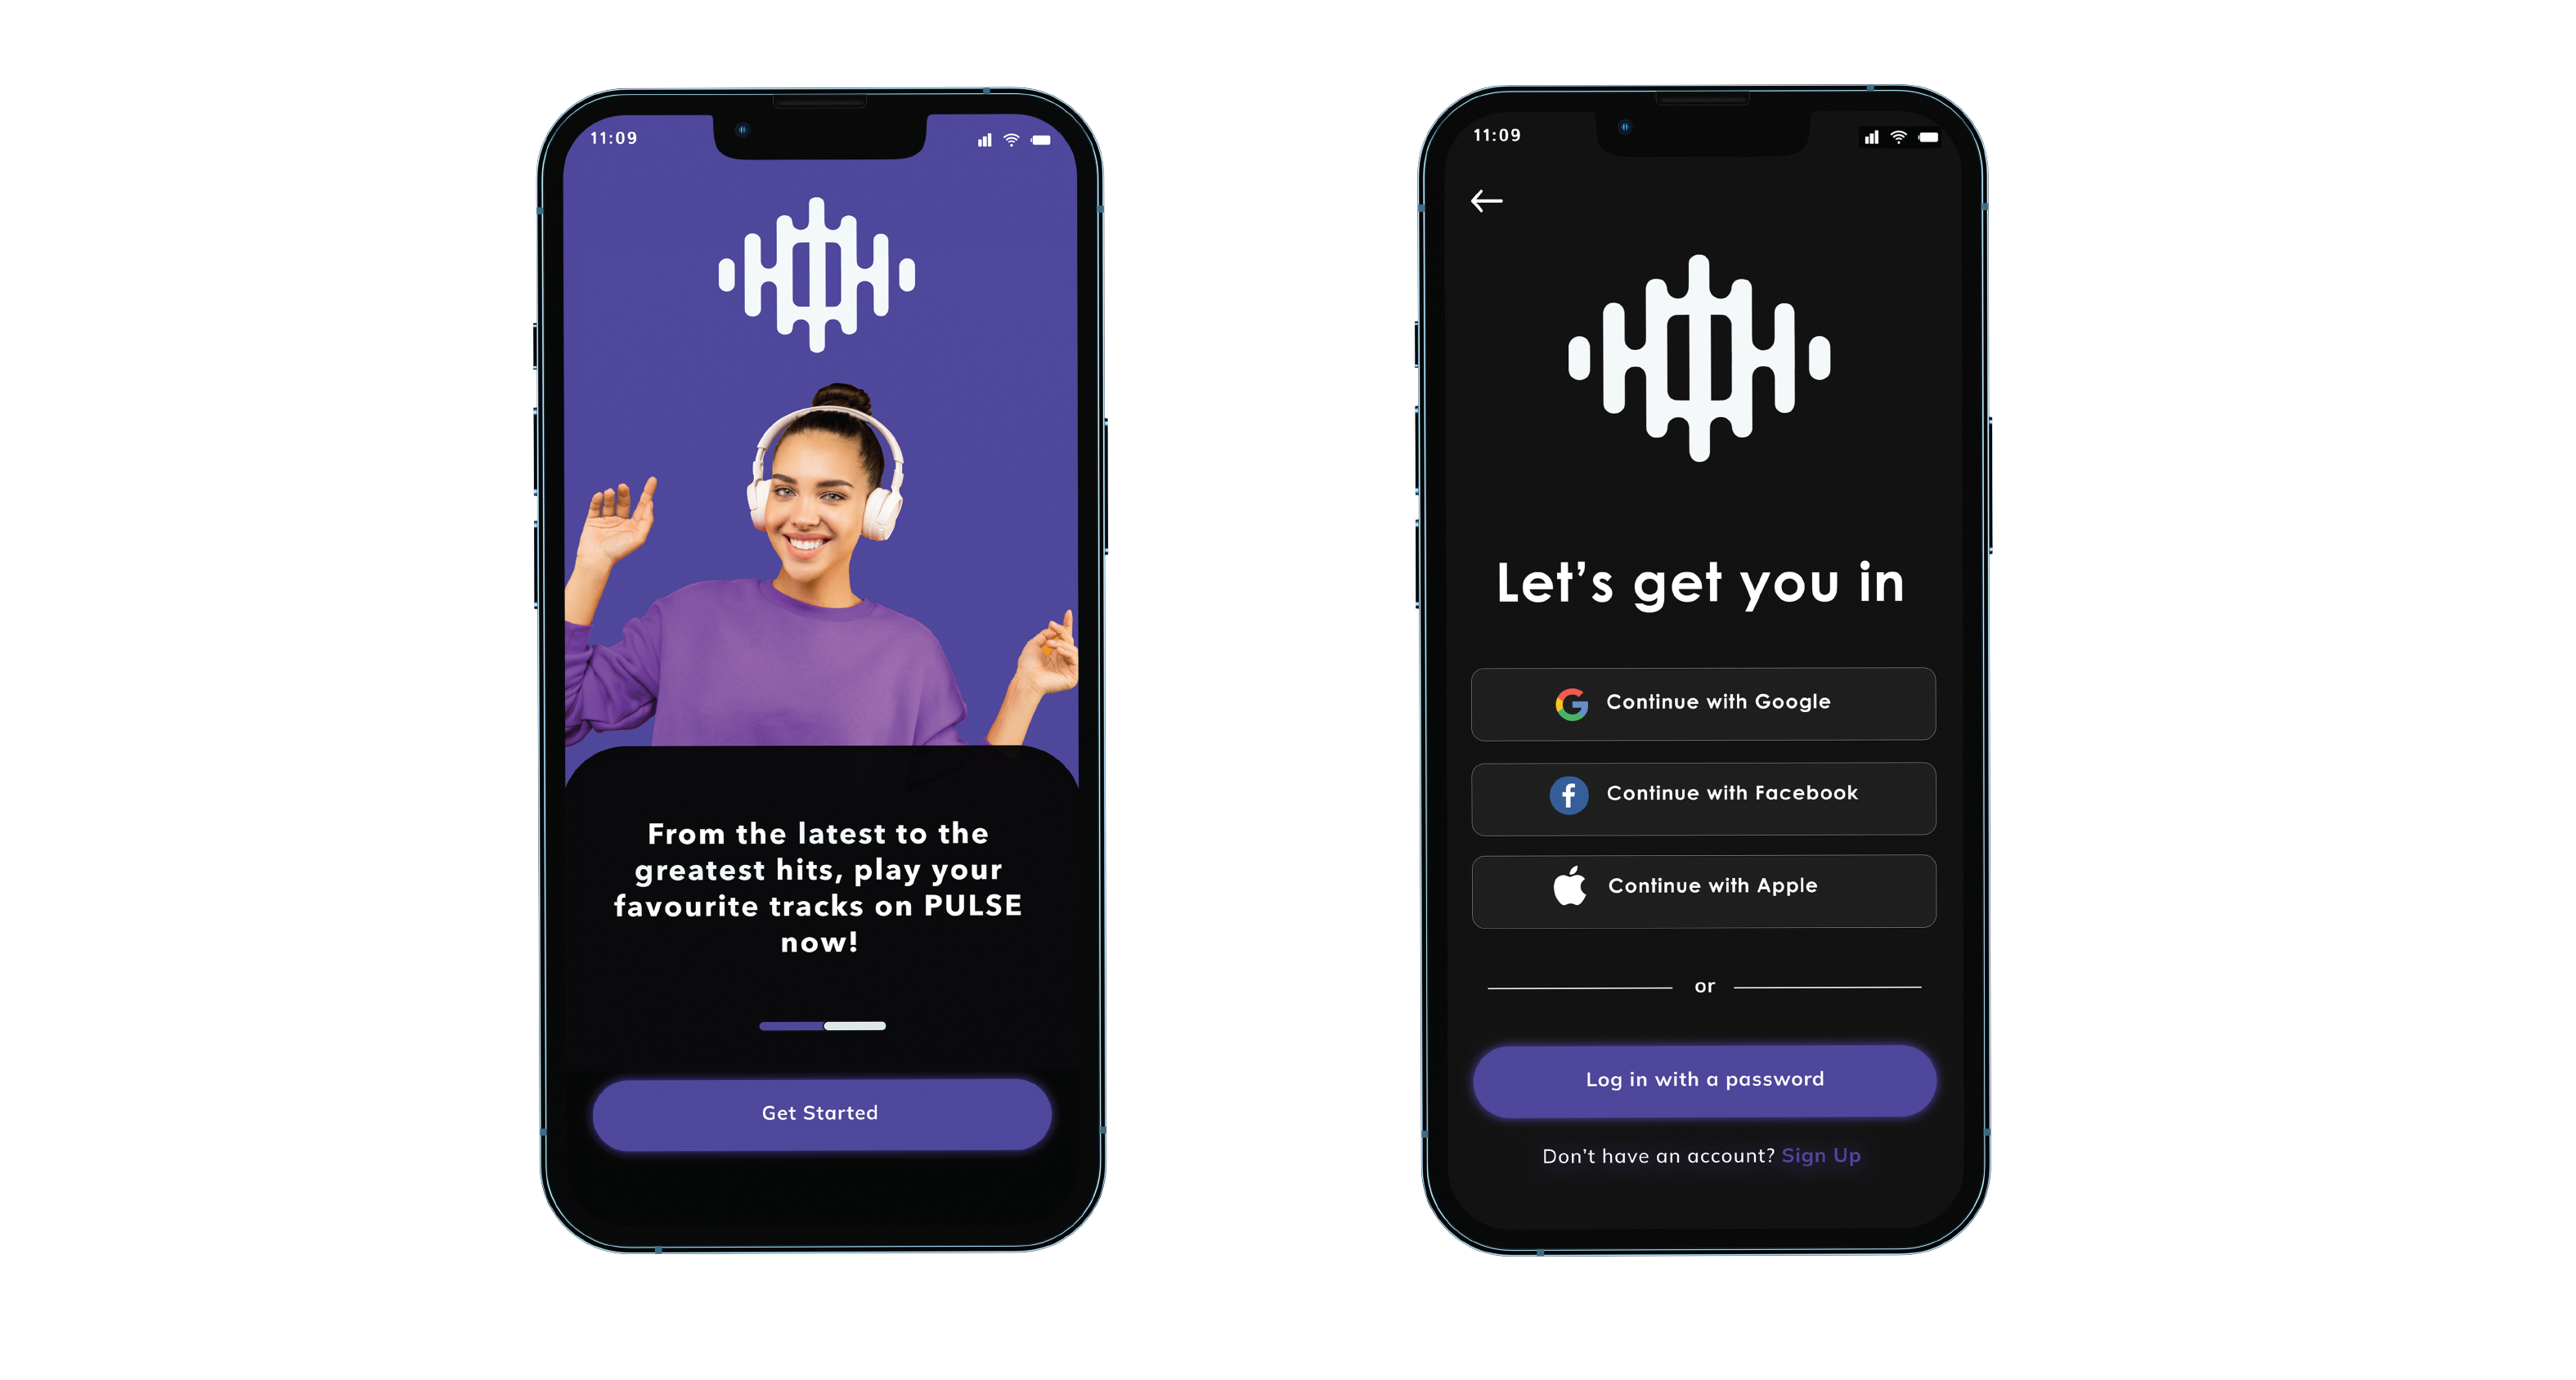 11:09
From the latest to the
greatest hits, play your
favourite tracks on PULSE
now!
Get Started
11:09
Let's get you in
Continue with Google
Continue with Facebook
Continue with Apple
or
Log in with a password
Don't have an account? Sign Up